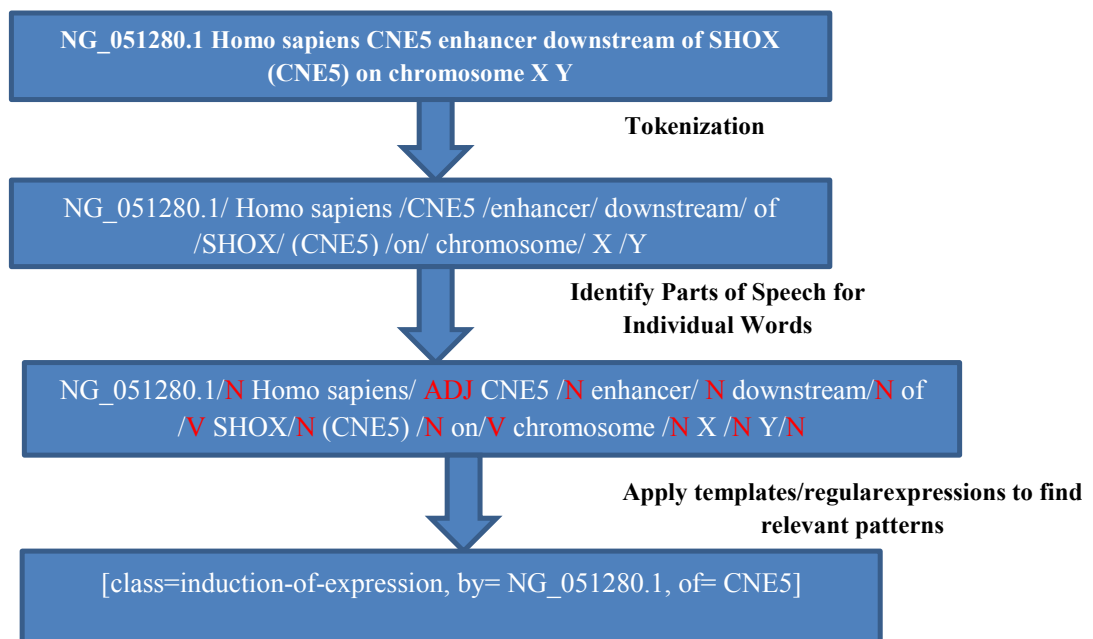 NG_051280.1 Homo sapiens CNE5 enhancer downstream of SHOX
(CNE5) on chromosome X Y
Tokenization
NG_051280.1/ Homo sapiens /CNE5 /enhancer/ downstream/ of
/SHOX/ (CNE5) /on/ chromosome/ X /Y
Identify Parts of Speech for
Individual Words
NG_051280.1/N Homo sapiens/ ADJ CNE5 /N enhancer/ N downstream/N of
/V SHOX/N (CNE5) /N on/V chromosome /N X /N Y/N
Apply templates/regularexpressions to find
relevant patterns
[class=induction-of-expression, by= NG_051280.1, of= CNE5]